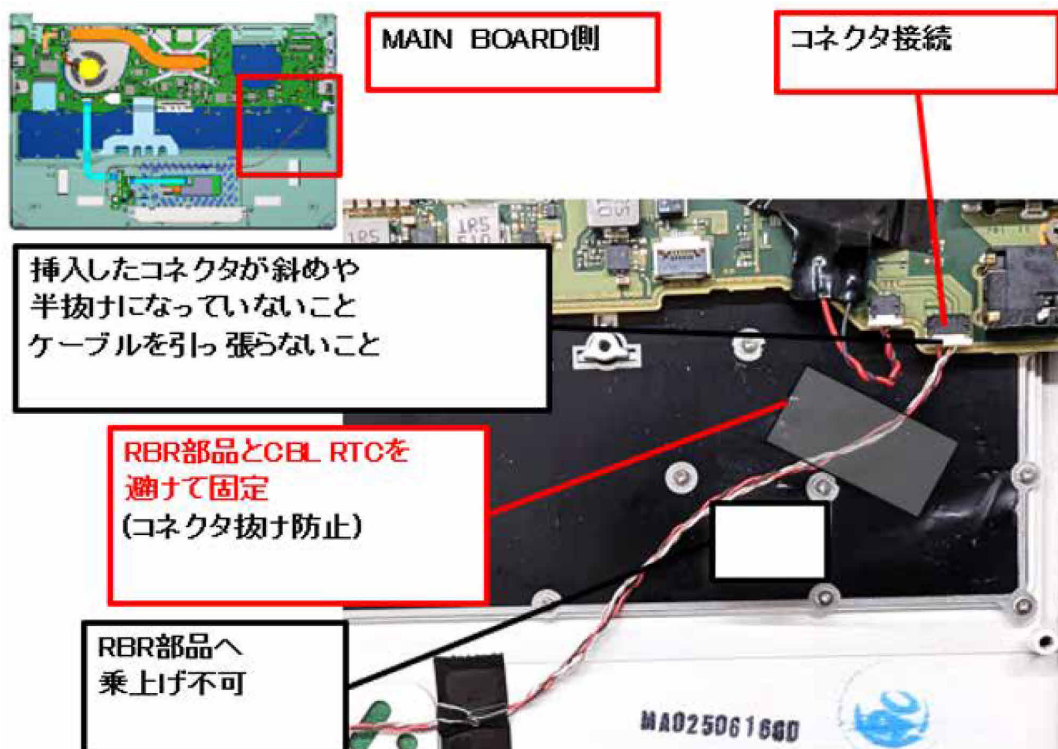 MAIN BOARD側
コネクタ接続
挿入したコネクタが斜めや
半抜けになっていないこと
ケーブルを引っ張らないこと
1R5
1R5
RBR部品とCBL RTCを
避けて固定
(コネクタ抜け防止)
RBR部品へ
乗上げ不可